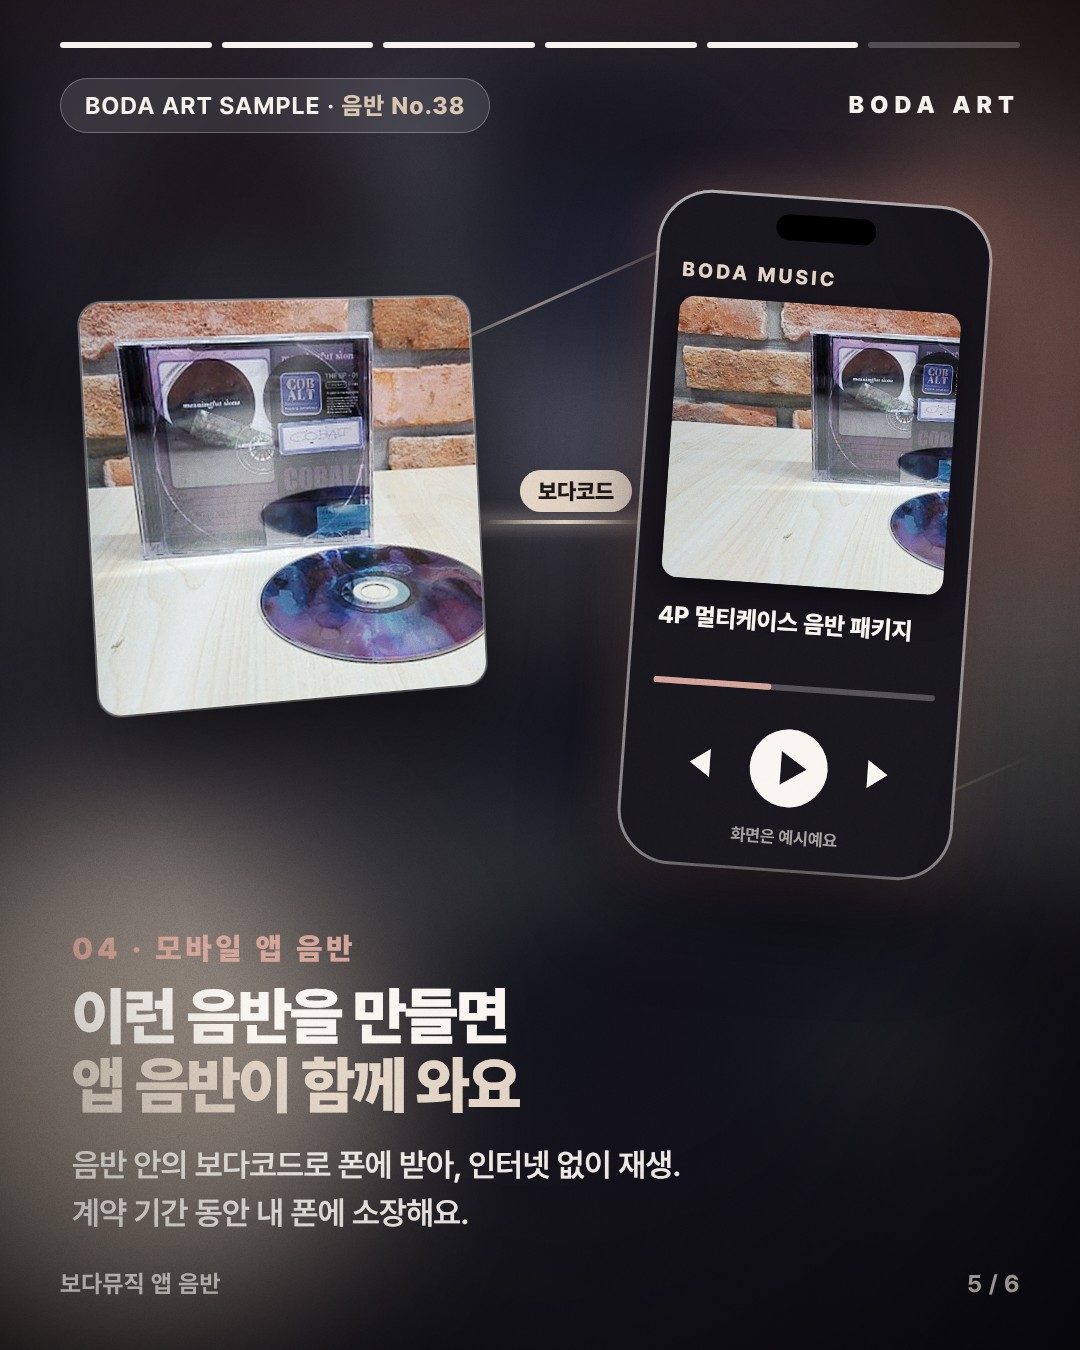 BODA ART SAMPLE · 음반 No.38
BODA ART
BODA MUSIC
meaningful stone
COB
ALT
COBALT
보다코드
4P 멀티케이스 음반 패키지
화면은 예시예요
04 · 모바일 앱 음반
이런 음반을 만들면
앱 음반이 함께 와요
음반 안의 보다코드로 폰에 받아, 인터넷 없이 재생.
계약 기간 동안 내 폰에 소장해요.
보다뮤직 앱 음반
5 / 6